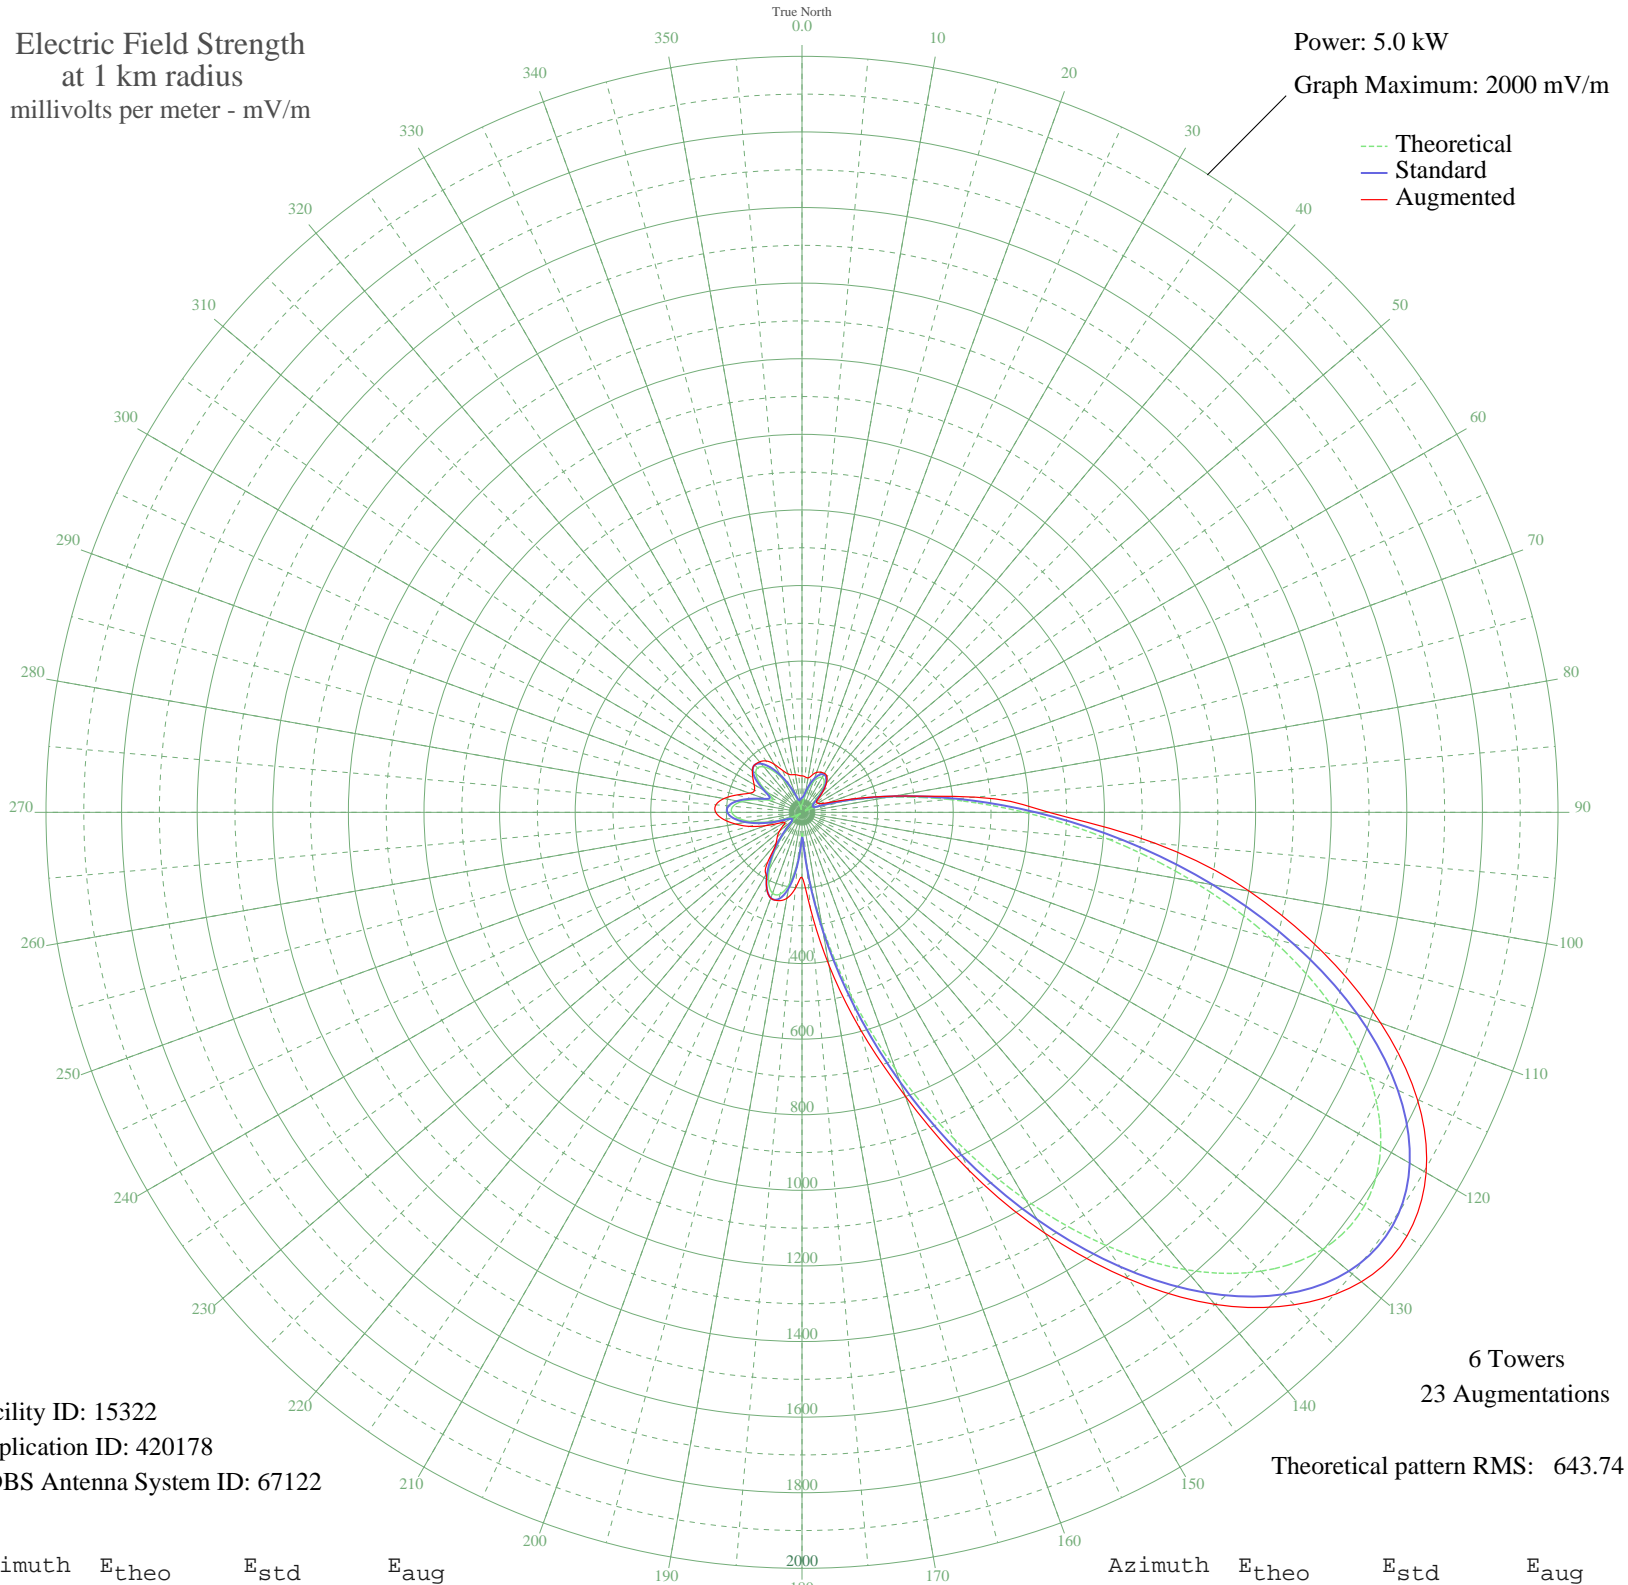 True North
0.0
Electric Field Strength
at 1 km radius
millivolts per meter - mV/m
Power: 5.0 kW
Graph Maximum: 2000 mV/m
Theoretical
Standard
Augmented
10
20
30
40
50
60
70
80
90
100
110
120
130
140
150
160
170
190
200
210
220
230
240
250
260
270
280
290
300
310
320
330
340
350
400
600
800
1000
1200
1400
1600
1800
2000
6 Towers
23 Augmentations
Theoretical pattern RMS: 643.74
cility ID: 15322
plication ID: 420178
DBS Antenna System ID: 67122
imuth Etheo Estd Eaug
Azimuth Etheo Estd Eaug